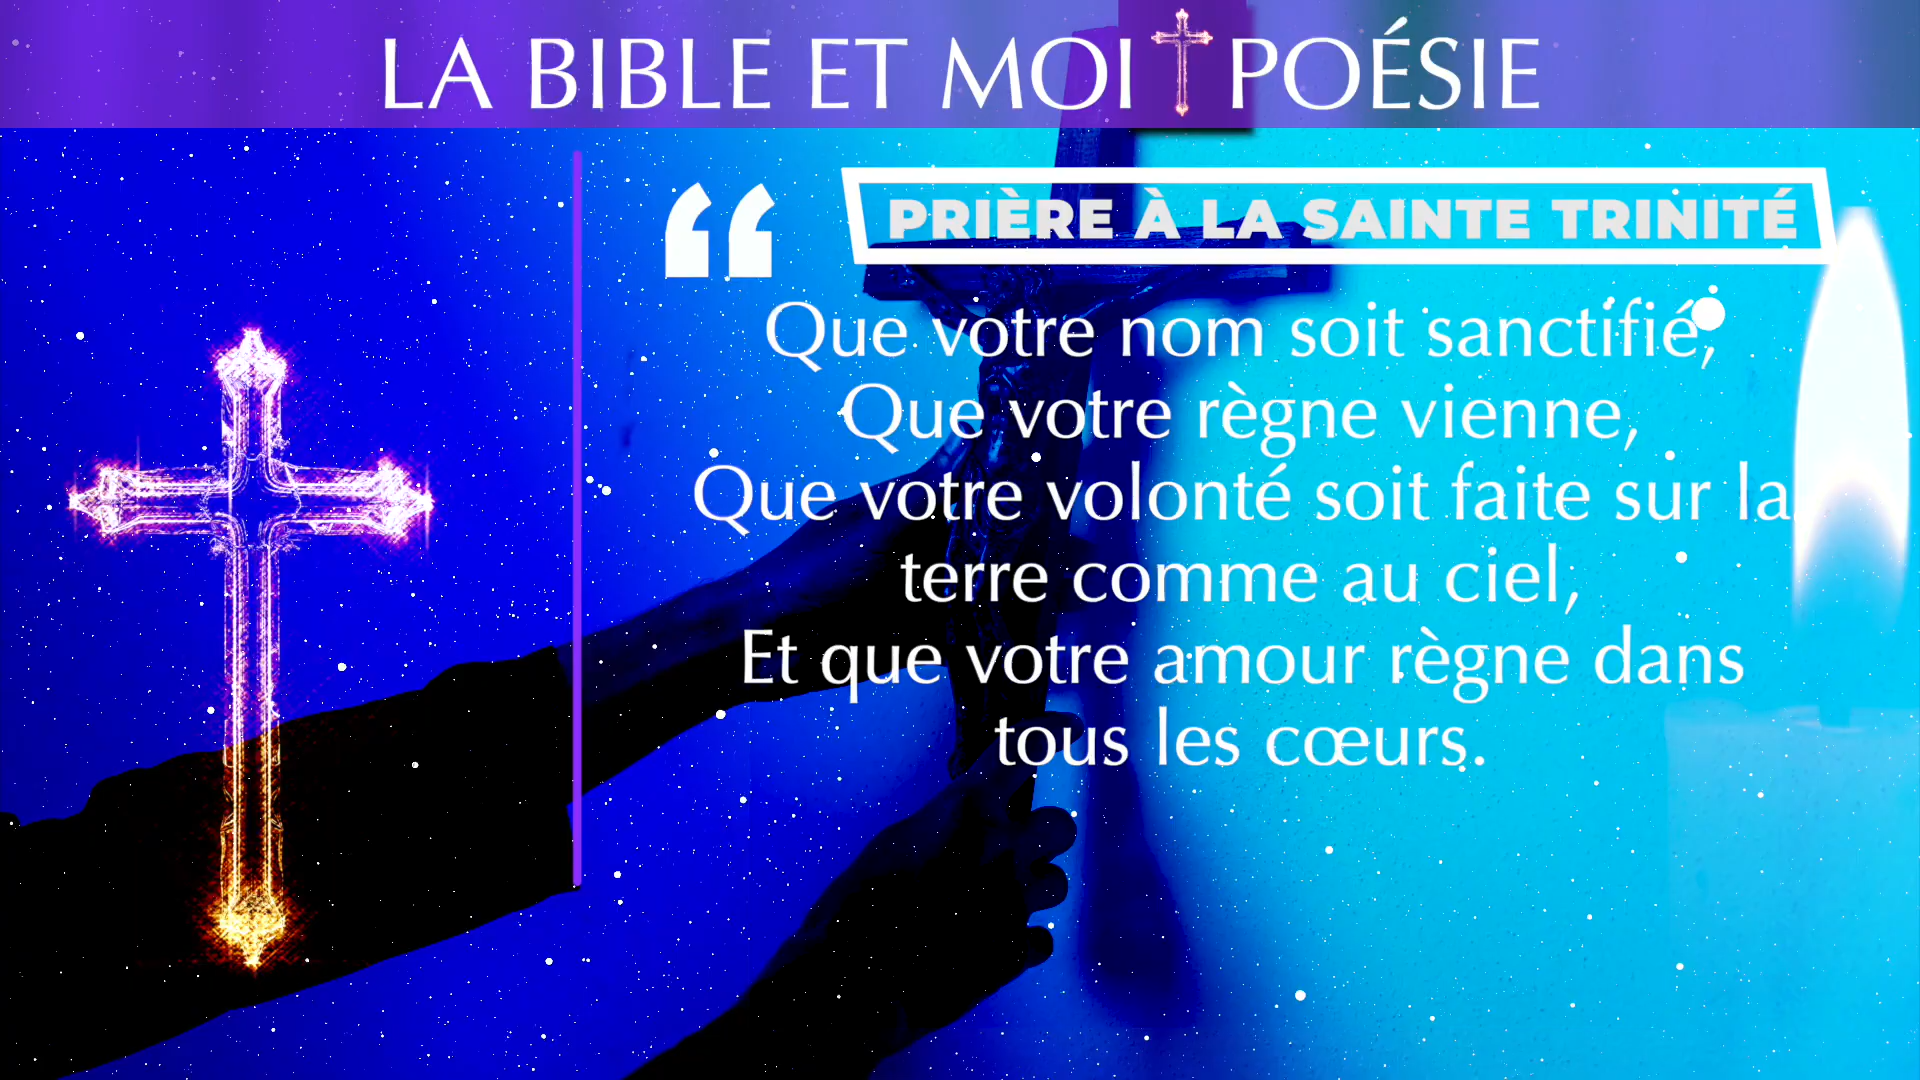 LA BIBLE ET MOI POÉSIE
“
PRIÈRE À LA SAINTE TRINITÉ
Que votre nom soit sanctifié,
Que votre règne vienne,
Que votre volonté soit faite sur la
terre comme au ciel,
Et que votre amour règne dans
tous les cœurs.